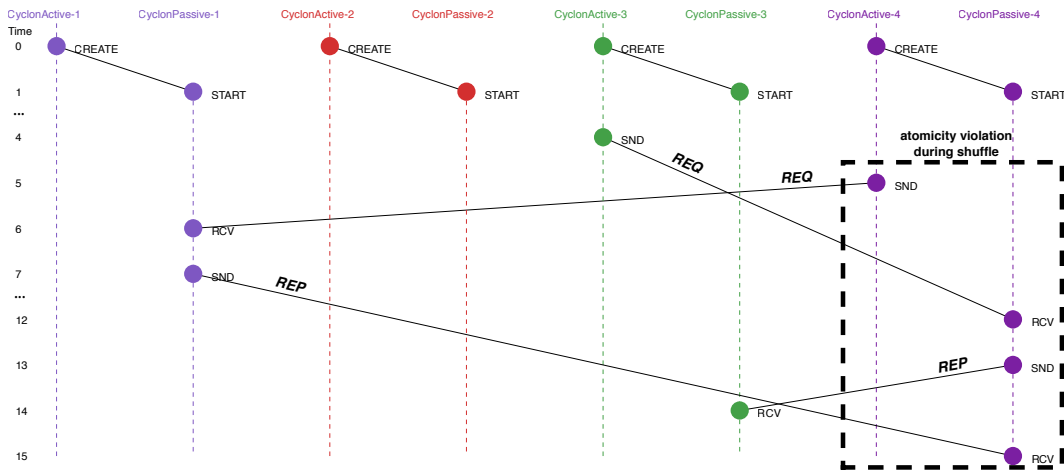 CyclonActive-1 CyclonPassive-1 CyclonActive-2 CyclonPassive-2 CyclonActive-3 CyclonPassive-3 CyclonActive-4 CyclonPassive-4
Time
0 CREATE CREATE CREATE CREATE
1 START START START START
...
4 SND
atomicity violation
during shuffle
REQ REQ
5 SND
6 RCV
7 SND
REP
...
12 RCV
13 REP SND
14 RCV
15 RCV